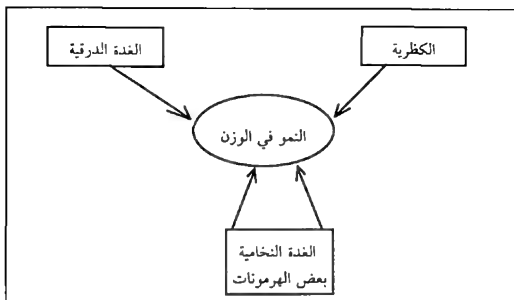 الكظرية
الغدة الدرقية
النمو في الوزن
الغدة النخامية
بعض الهرمونات